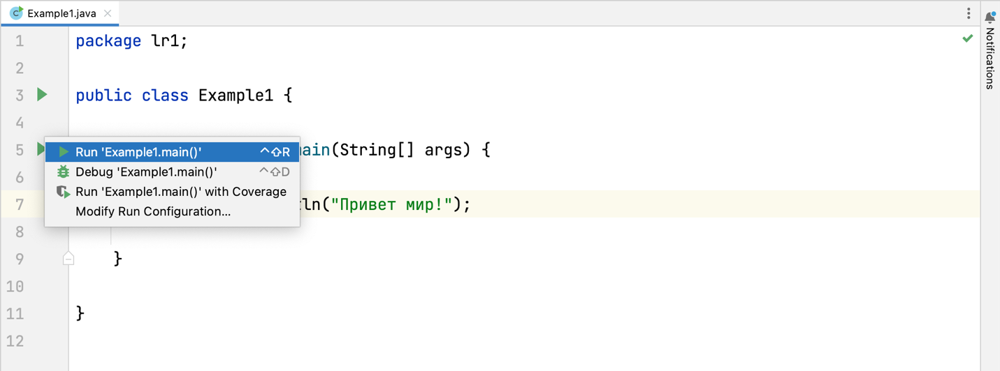 Example1.java
1 package lr1;
2
3 public class Example1 {
4
5 main(String[] args) {
Run 'Example1.main()' ^⇧R
6
Debug 'Example1.main()' ^⇧D
Run 'Example1.main()' with Coverage
7 tln("Привет мир!");
Modify Run Configuration...
8
9 }
10
11 }
12
Notifications